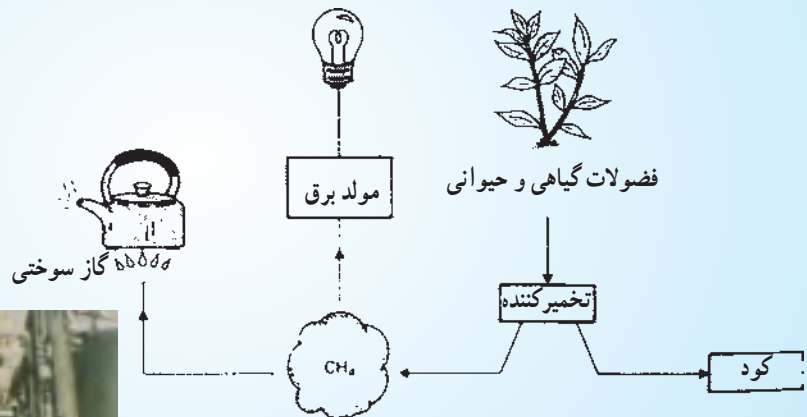 فضولات گیاهی و حیوانی
مولد برق
گاز سوختی
تخمیرکننده
CH₄
کود